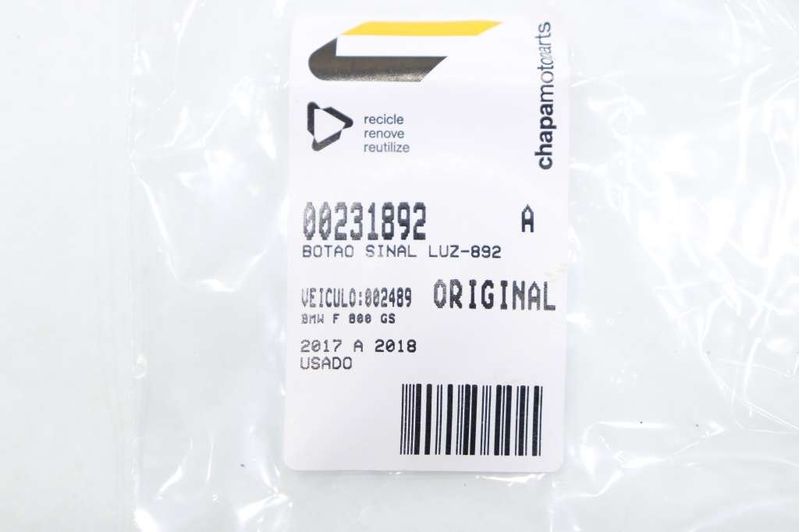 chapamotoparts
recicle
renove
reutilize
00231892 A
BOTAO SINAL LUZ-892
VEICULO:002489 ORIGINAL
BMW F 800 GS
2017 A 2018
USADO